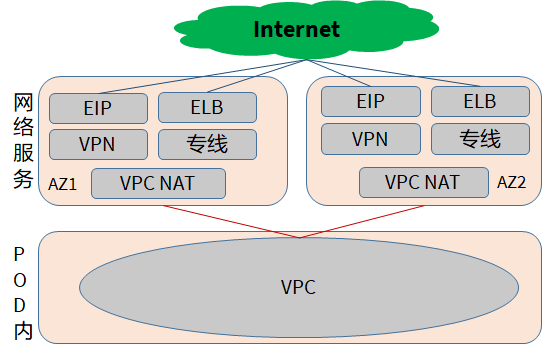 Internet
网络服务
EIP
ELB
VPN
专线
AZ1
VPC NAT
EIP
ELB
VPN
专线
VPC NAT
AZ2
POD内
VPC